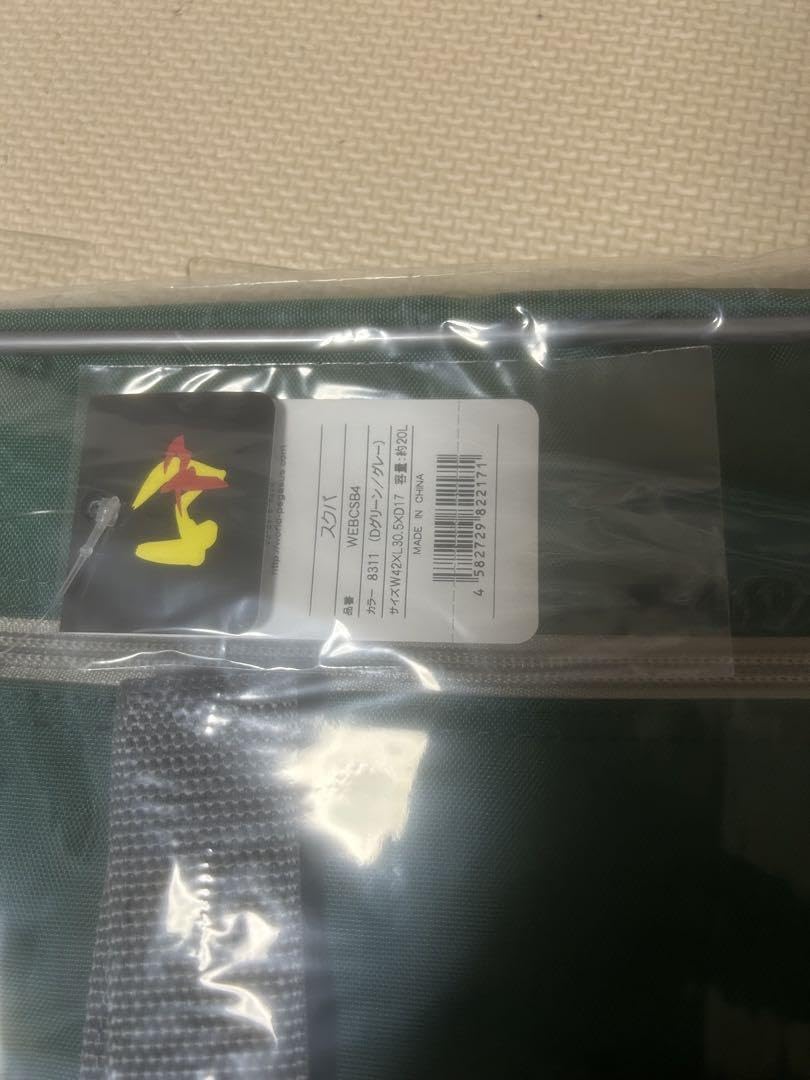 スクバ
品番 WEBCSB4
カラー 8311 (Dグリーン/グレー)
サイズW42XL30.5XD17 容量:約20L
MADE IN CHINA
4 582729 822171